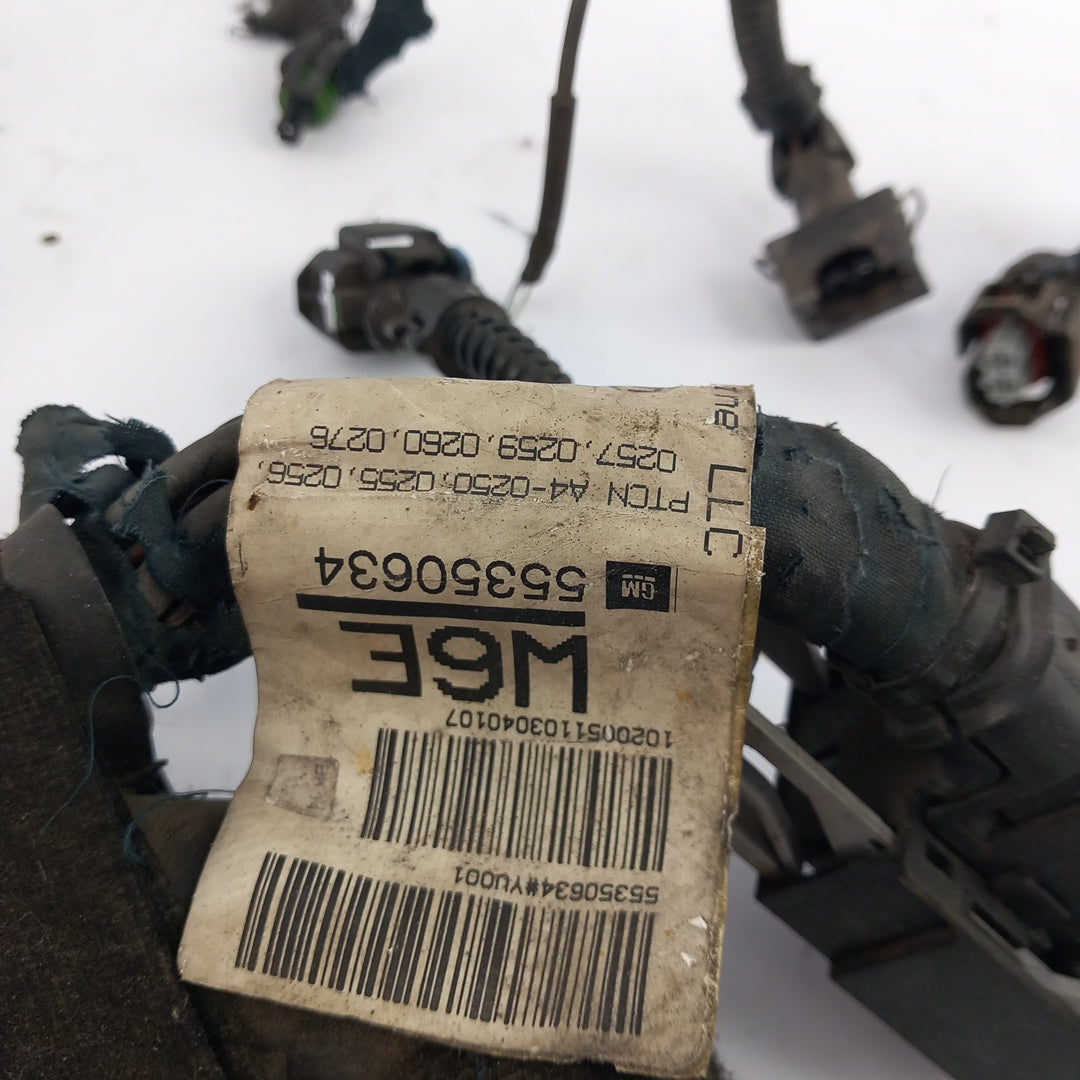 55350634#YU001
1020051103040107
W6E
GM 55350634
PTCN A4-0250, 0255, 0256,
0257, 0259, 0260, 0276
LLC